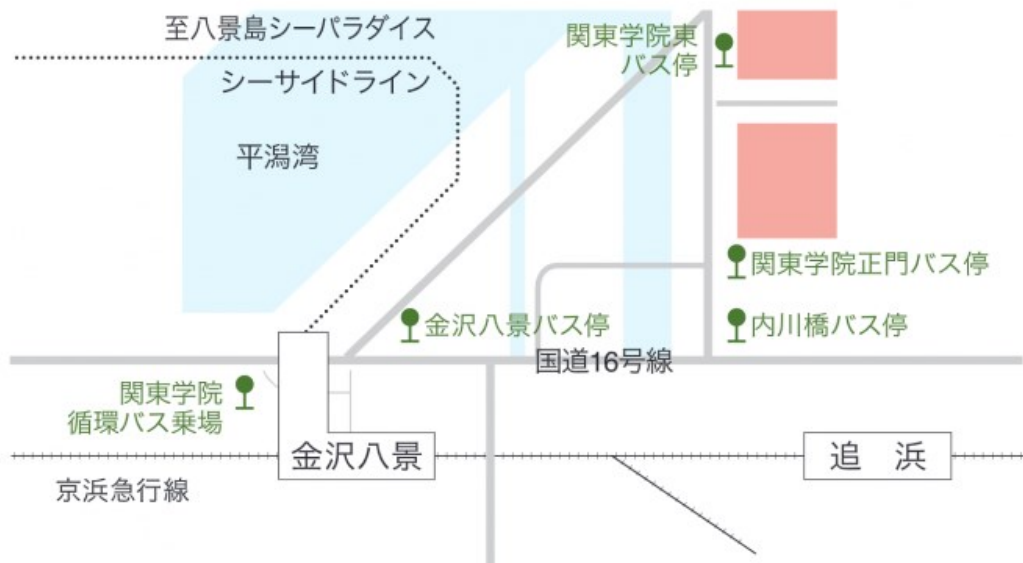 至八景島シーパラダイス
シーサイドライン
平潟湾
関東学院東
バス停
関東学院正門バス停
金沢八景バス停
内川橋バス停
国道16号線
関東学院
循環バス乗場
金沢八景
追　浜
京浜急行線